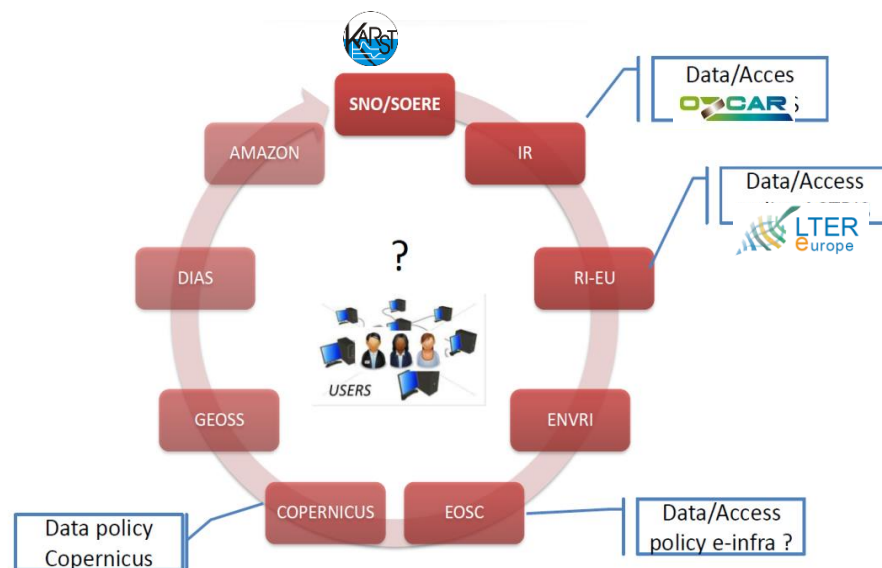 KARST
SNO/SOERE
IR
RI-EU
ENVRI
EOSC
COPERNICUS
GEOSS
DIAS
AMAZON
?
USERS
Data/Acces
OZCAR
Data/Access
LTER
europe
Data/Access
policy e-infra ?
Data policy
Copernicus